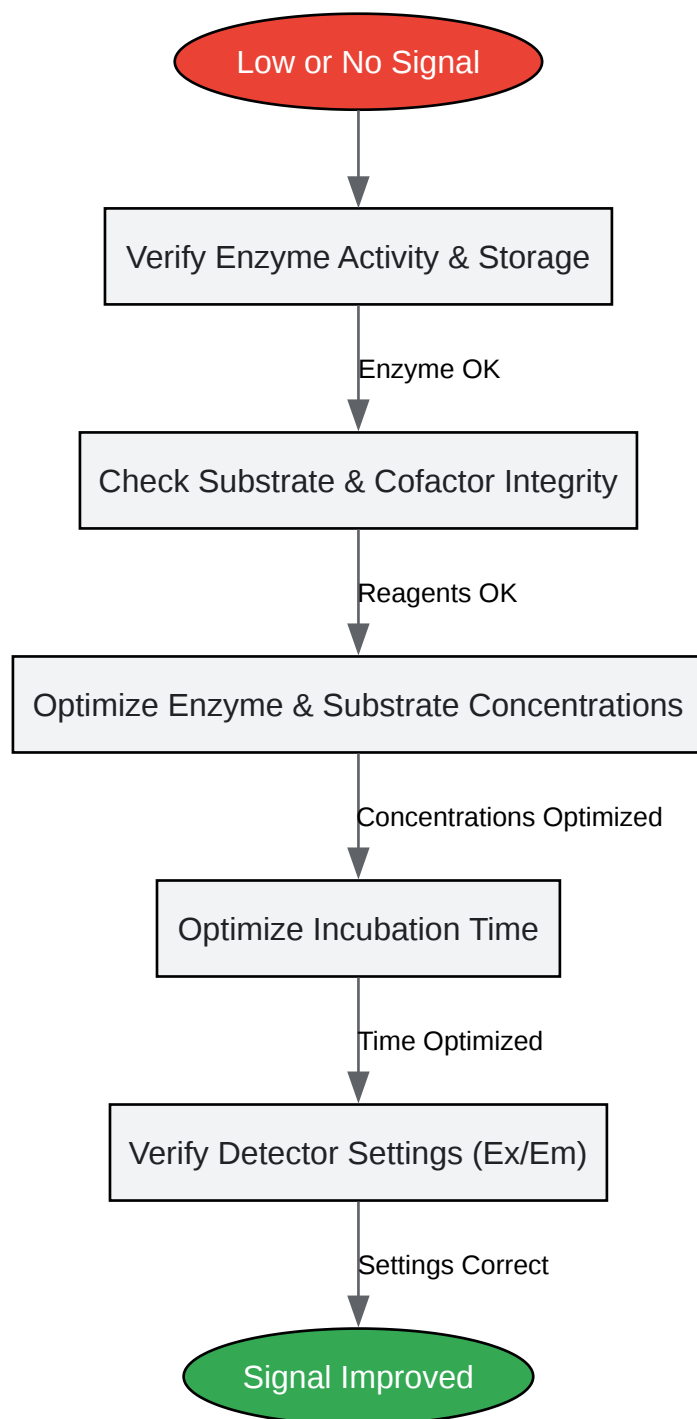 Low or No Signal
Verify Enzyme Activity & Storage
Enzyme OK
Check Substrate & Cofactor Integrity
Reagents OK
Optimize Enzyme & Substrate Concentrations
Concentrations Optimized
Optimize Incubation Time
Time Optimized
Verify Detector Settings (Ex/Em)
Settings Correct
Signal Improved